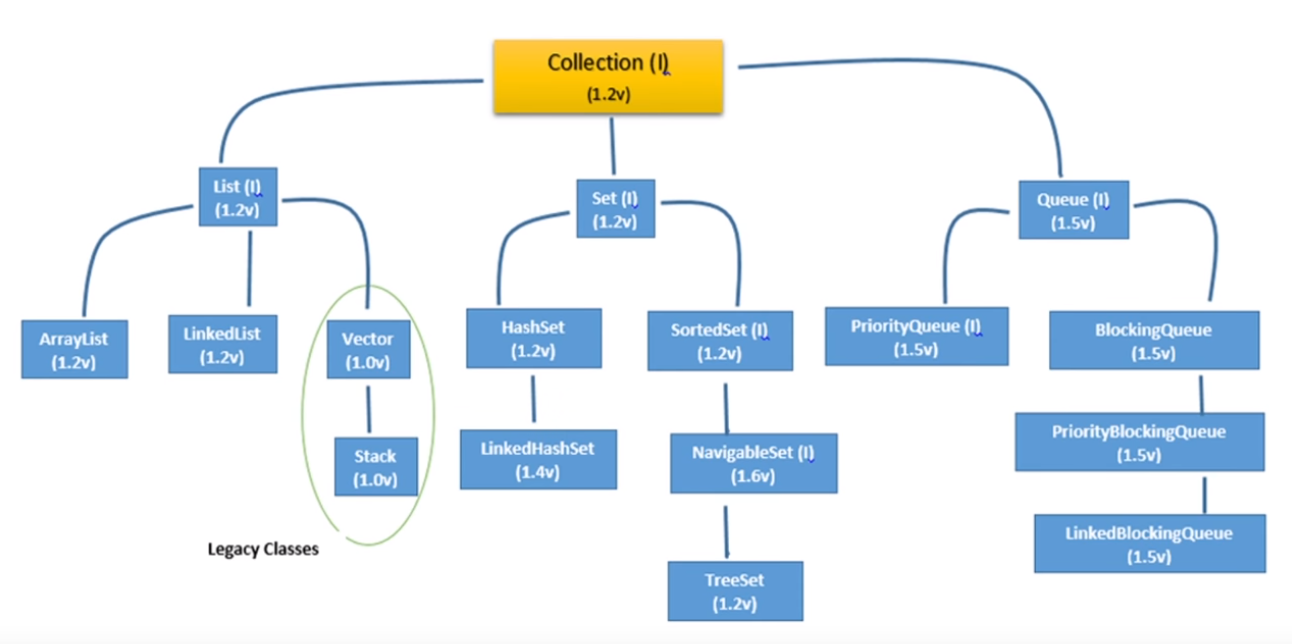 Collection (I)
(1.2v)
List (I)
(1.2v)
Set (I)
(1.2v)
Queue (I)
(1.5v)
ArrayList
(1.2v)
LinkedList
(1.2v)
Vector
(1.0v)
HashSet
(1.2v)
SortedSet (I)
(1.2v)
PriorityQueue (I)
(1.5v)
BlockingQueue
(1.5v)
Stack
(1.0v)
LinkedHashSet
(1.4v)
NavigableSet (I)
(1.6v)
PriorityBlockingQueue
(1.5v)
Legacy Classes
LinkedBlockingQueue
(1.5v)
TreeSet
(1.2v)